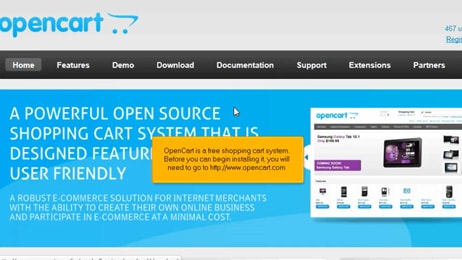 opencart
467 u
Regi
Home Features Demo Download Documentation Support Extensions Partners
A POWERFUL OPEN SOURCE
SHOPPING CART SYSTEM THAT IS
DESIGNED FEATUR
USER FRIENDLY
OpenCart is a free shopping cart system.
Before you can begin installing it, you will
need to go to http://www.opencart.com
A ROBUST E-COMMERCE SOLUTION FOR INTERNET MERCHANTS
WITH THE ABILITY TO CREATE THEIR OWN ONLINE BUSINESS
AND PARTICIPATE IN E-COMMERCE AT A MINIMAL COST.
opencart
Samsung Galaxy Tab 10.1
COMING SOON
Samsung Galaxy Tab